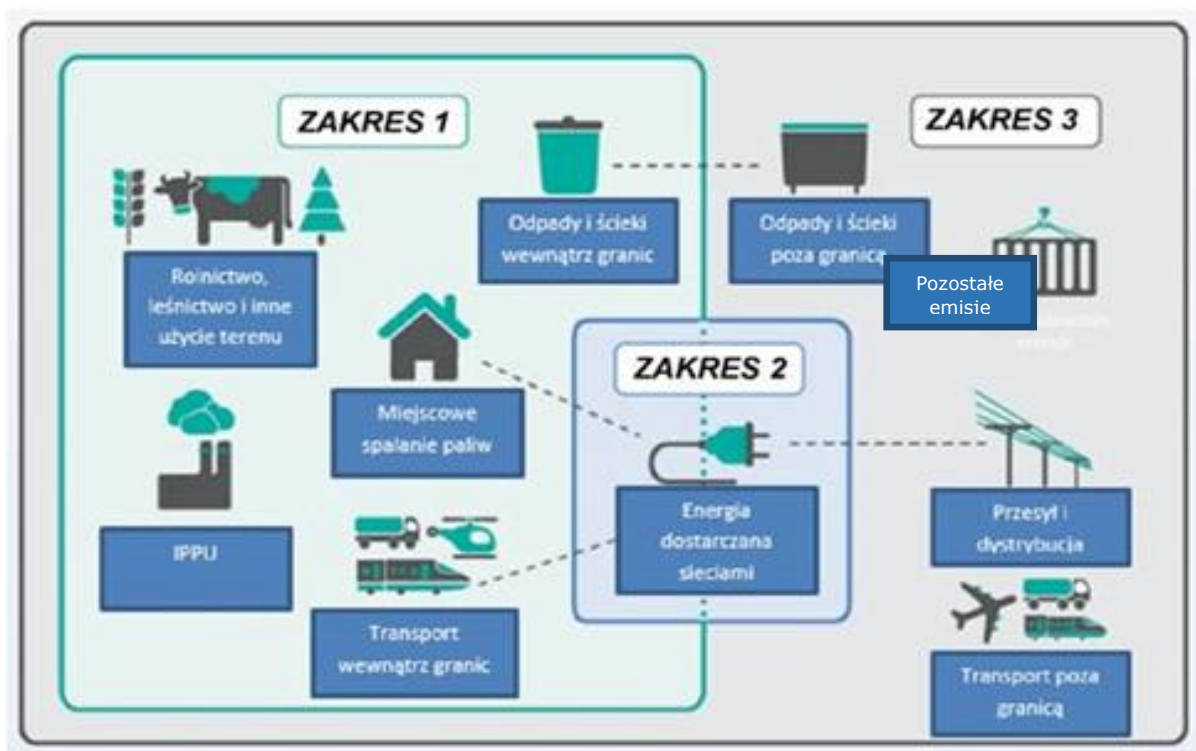 ZAKRES 1
ZAKRES 3
Odpady i ścieki
wewnątrz granic
Odpady i ścieki
poza granicą
Pozostałe
emisie
Rolnictwo,
leśnictwo i inne
użycie terenu
ZAKRES 2
Miejscowe
spalanie paliw
IPPU
Energia
dostarczana
sieciami
Przesył i
dystrybucja
Transport
wewnątrz granic
Transport poza
granicą